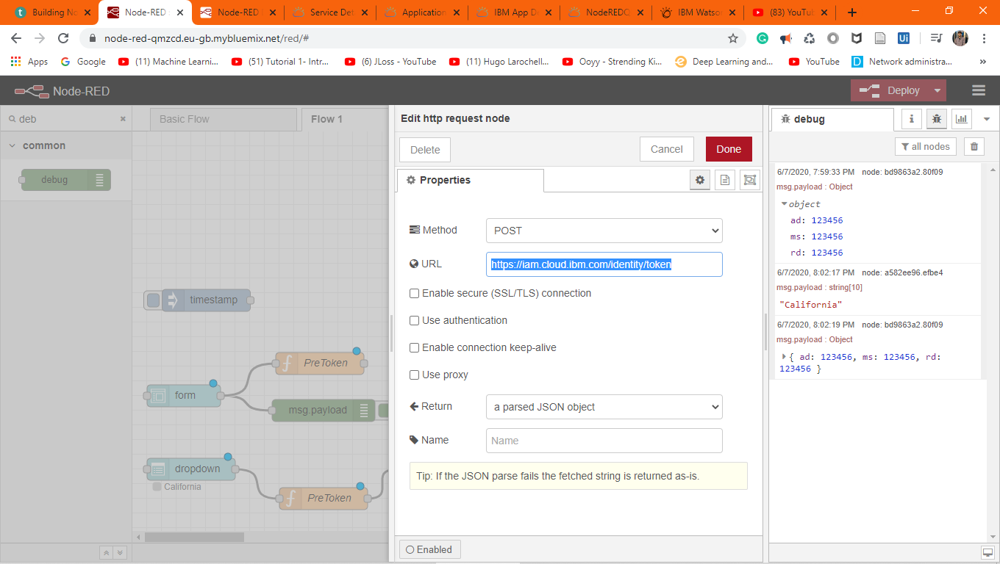 Building No
Node-RED :
Node-RED
Service Det
Application
IBM App De
NodeREDQ
IBM Watso
(83) YouTub
node-red-qmzcd.eu-gb.mybluemix.net/red/#
Apps
Google
(11) Machine Learni...
(51) Tutorial 1- Intr...
(6) JLoss - YouTube
(11) Hugo Larochell...
Ooyy - Strending Ki...
Deep Learning and...
YouTube
Network administra...
»
Node-RED
Deploy
deb
Basic Flow
Flow 1
common
debug
timestamp
PreToken
form
msg.payload
dropdown
California
PreToken
Edit http request node
Delete
Cancel
Done
Properties
Method
POST
URL
https://iam.cloud.ibm.com/identity/token
Enable secure (SSL/TLS) connection
Use authentication
Enable connection keep-alive
Use proxy
Return
a parsed JSON object
Name
Name
Tip: If the JSON parse fails the fetched string is returned as-is.
Enabled
debug
all nodes
6/7/2020, 7:59:33 PM node: bd9863a2.80f09
msg.payload : Object
object
ad: 123456
ms: 123456
rd: 123456
6/7/2020, 8:02:17 PM node: a582ee96.efbe4
msg.payload : string[10]
"California"
6/7/2020, 8:02:19 PM node: bd9863a2.80f09
msg.payload : Object
{ ad: 123456, ms: 123456, rd:
123456 }